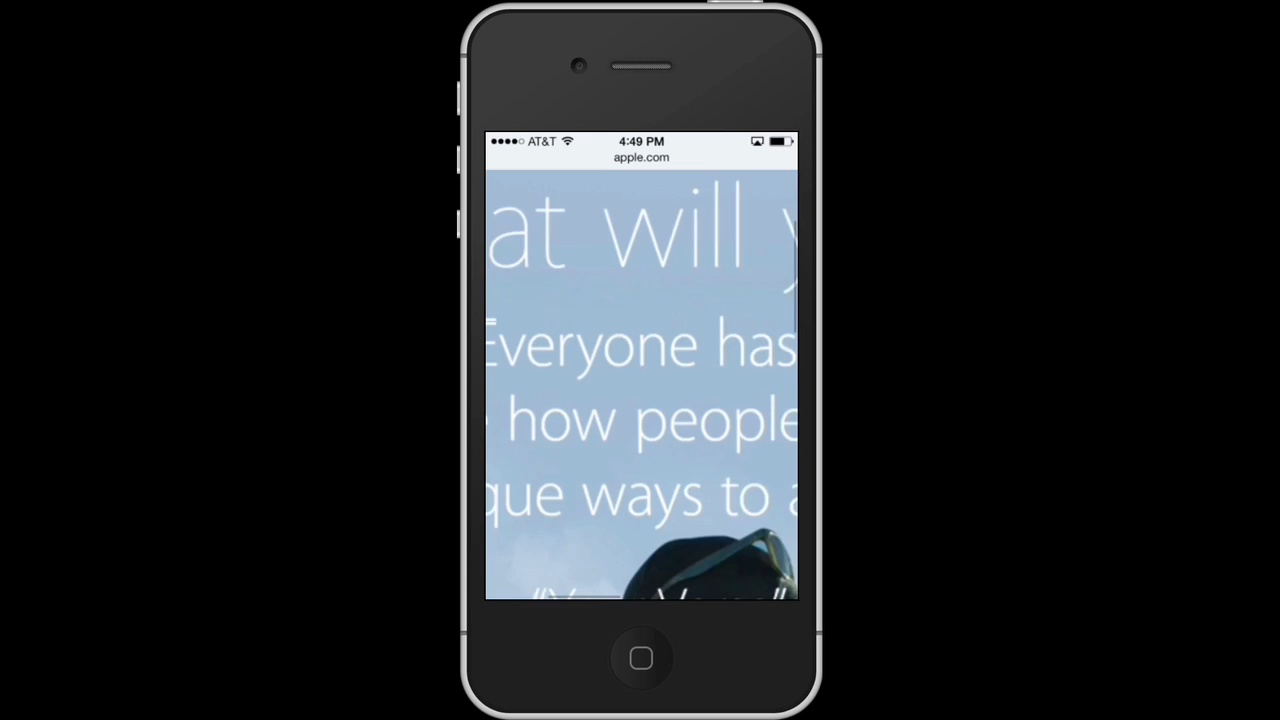 AT&T 4:49 PM
apple.com
at will y
Everyone has
how people
que ways to a